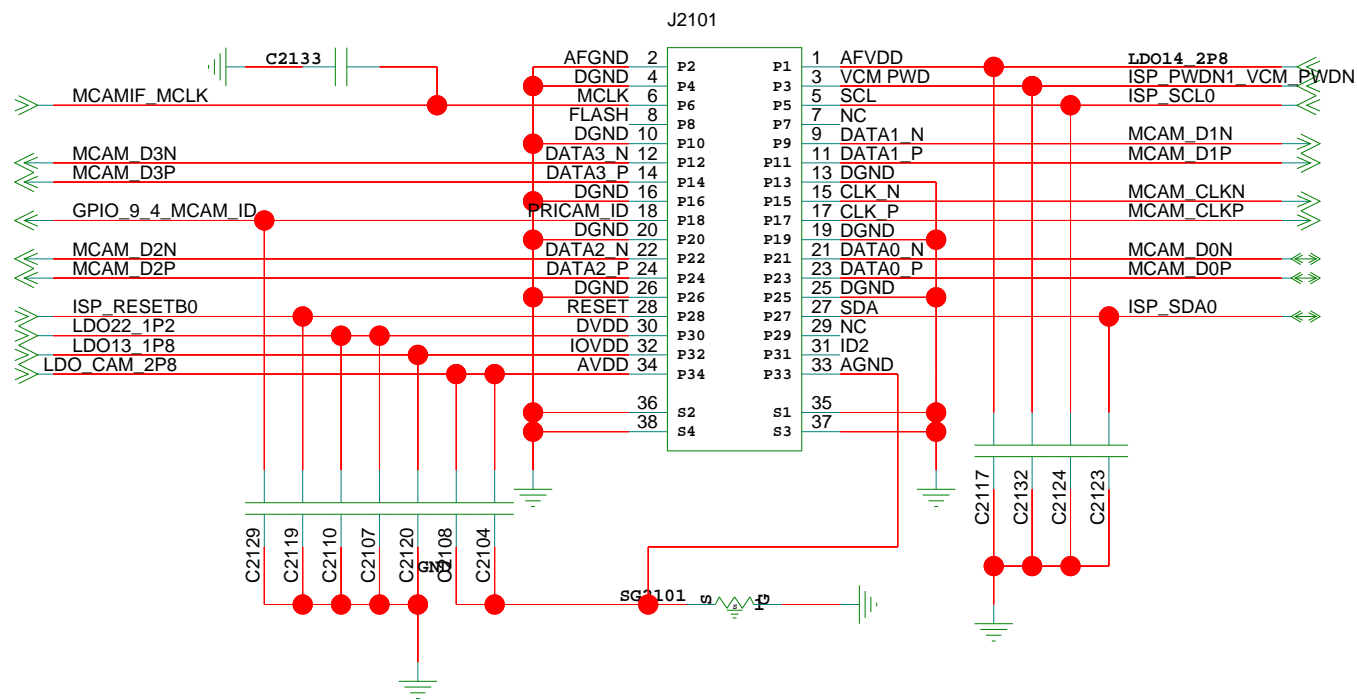 J2101
C2133
AFGND 2 P2 P1 1 AFVDD LDO14_2P8
DGND 4 P4 P3 3 VCM PWD ISP_PWDN1_VCM_PWDN
MCAMIF_MCLK MCLK 6 P6 P5 5 SCL ISP_SCL0
FLASH 8 P8 P7 7 NC
DGND 10 P10 P9 9 DATA1_N MCAM_D1N
MCAM_D3N DATA3_N 12 P12 P11 11 DATA1_P MCAM_D1P
MCAM_D3P DATA3_P 14 P14 P13 13 DGND
DGND 16 P16 P15 15 CLK_N MCAM_CLKN
GPIO_9_4_MCAM_ID PRICAM_ID 18 P18 P17 17 CLK_P MCAM_CLKP
DGND 20 P20 P19 19 DGND
MCAM_D2N DATA2_N 22 P22 P21 21 DATA0_N MCAM_D0N
MCAM_D2P DATA2_P 24 P24 P23 23 DATA0_P MCAM_D0P
DGND 26 P26 P25 25 DGND
ISP_RESETB0 RESET 28 P28 P27 27 SDA ISP_SDA0
LDO22_1P2 DVDD 30 P30 P29 29 NC
LDO13_1P8 IOVDD 32 P32 P31 31 ID2
LDO_CAM_2P8 AVDD 34 P34 P33 33 AGND
36 S2 S1 35
38 S4 S3 37
C2117 C2132 C2124 C2123
C2129 C2119 C2110 C2107 C2120 C2108 C2104
GND
SG2101 S s G